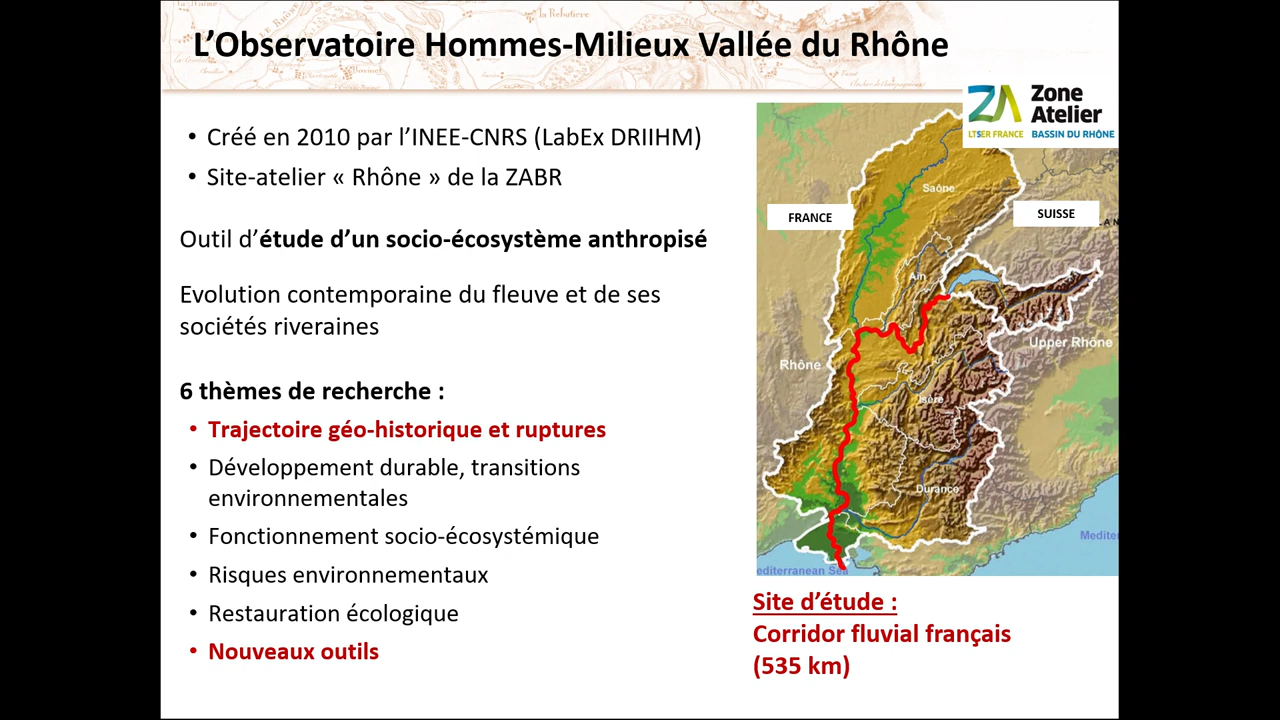 L'Observatoire Hommes-Milieux Vallée du Rhône
• Créé en 2010 par l'INEE-CNRS (LabEx DRIIHM)
• Site-atelier « Rhône » de la ZABR
Outil d'étude d'un socio-écosystème anthropisé
Evolution contemporaine du fleuve et de ses
sociétés riveraines
6 thèmes de recherche :
• Trajectoire géo-historique et ruptures
• Développement durable, transitions
environnementales
• Fonctionnement socio-écosystémique
• Risques environnementaux
• Restauration écologique
• Nouveaux outils
ZA
Zone
Atelier
LTSER FRANCE
BASSIN DU RHÔNE
Saône
FRANCE
SUISSE
Ain
Upper Rhône
Rhône
Isère
Durance
Mediter
editerranean Sea
Site d'étude :
Corridor fluvial français
(535 km)